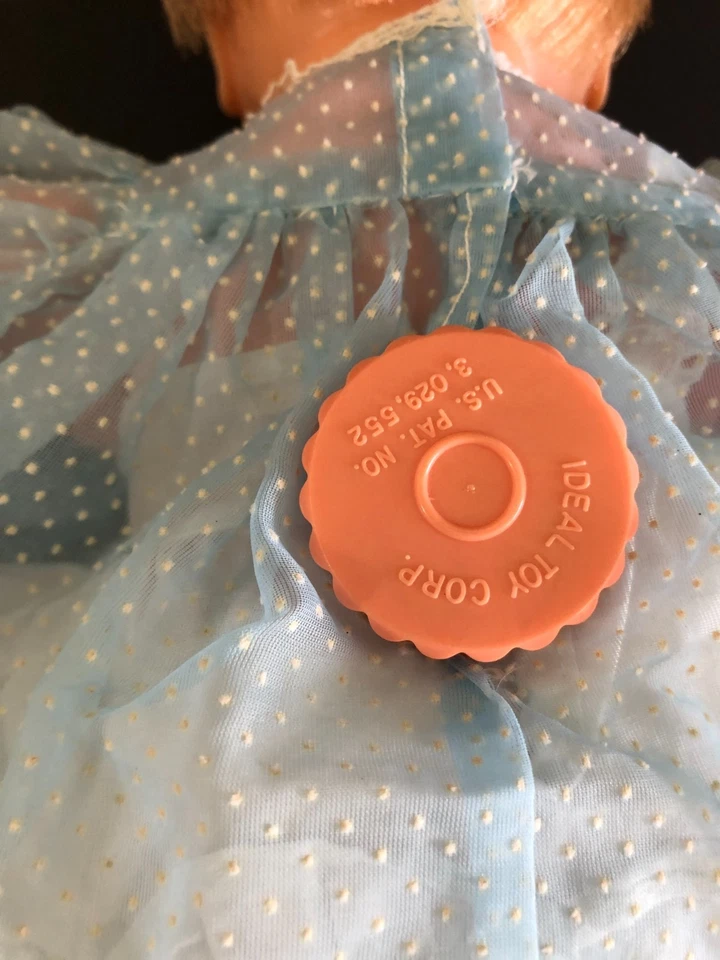 U.S. PAT. NO.
3,029,552
IDEAL TOY CORP.